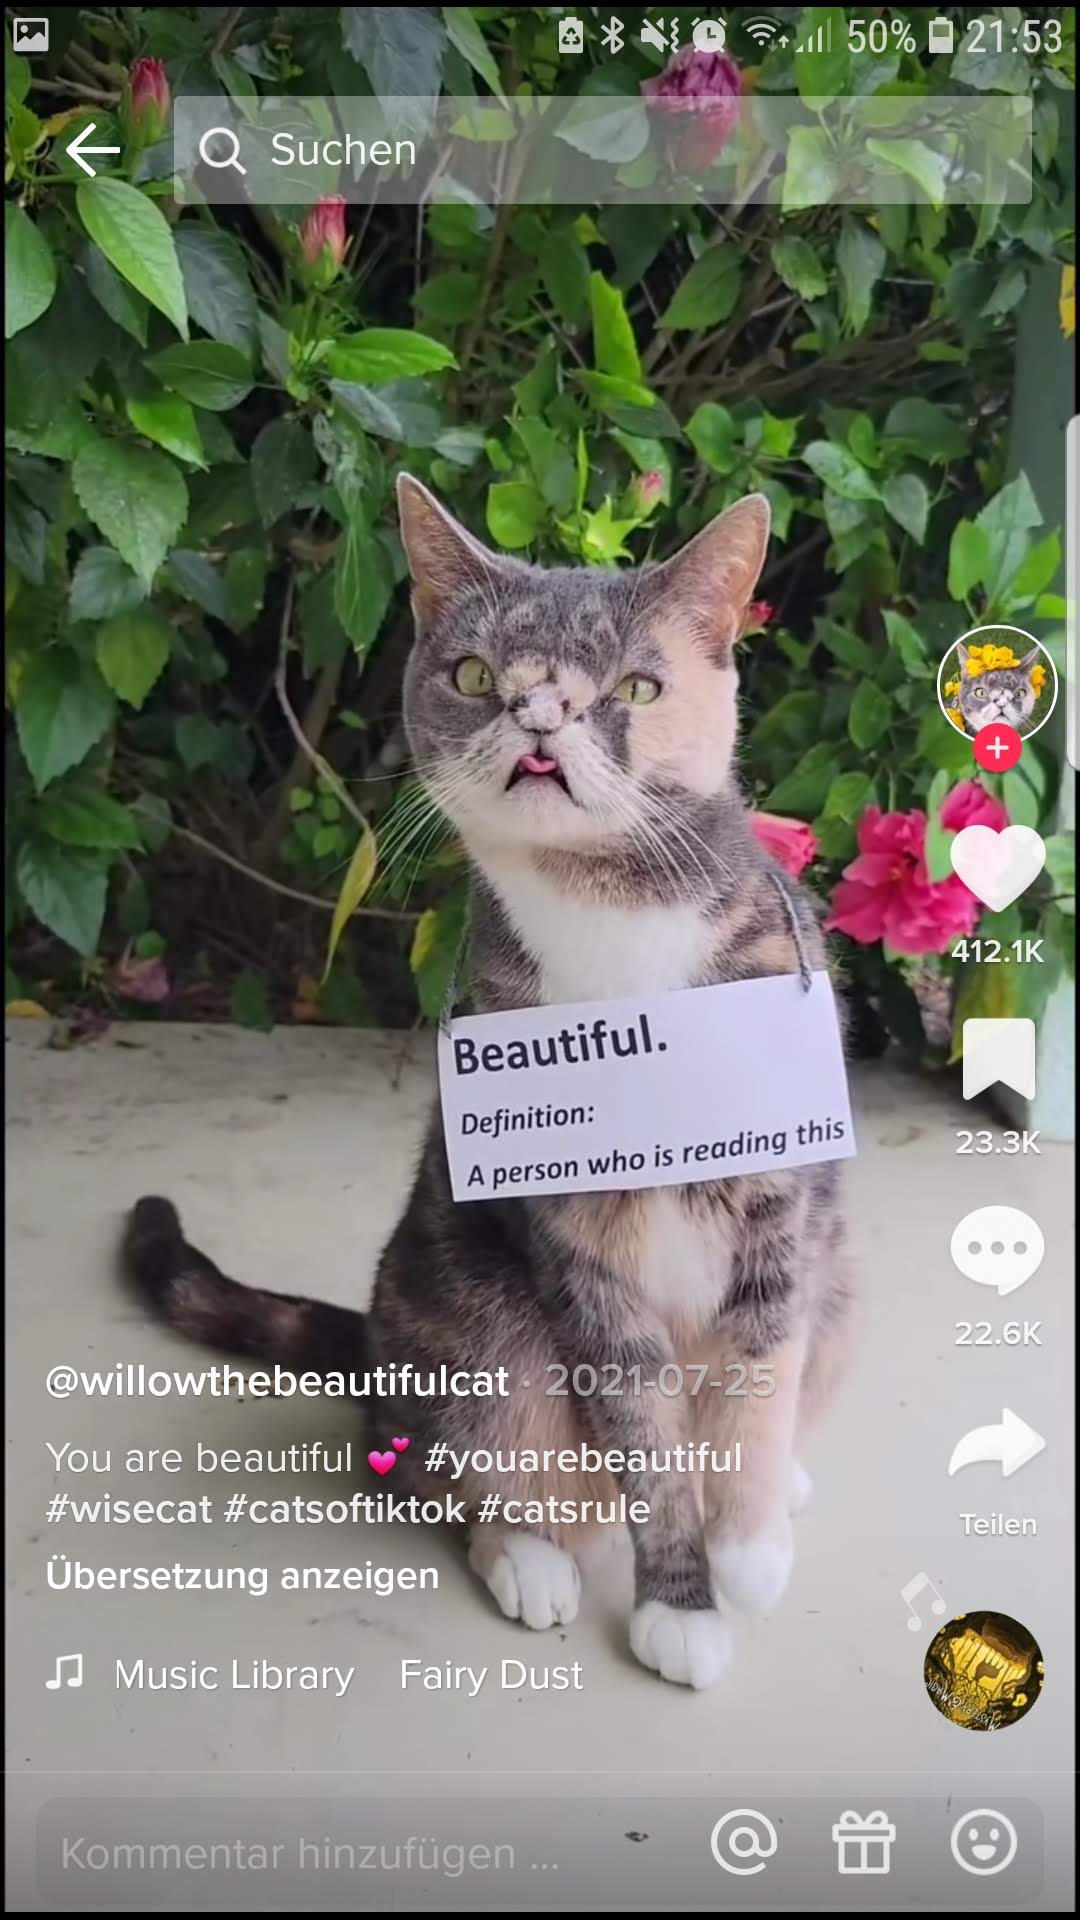 50% 21:53
Suchen
Beautiful.
Definition:
A person who is reading this
412.1K
23.3K
22.6K
@willowthebeautifulcat · 2021-07-25
You are beautiful 💕 #youarebeautiful
#wisecat #catsoftiktok #catsrule
Teilen
Übersetzung anzeigen
Music Library Fairy Dust
Kommentar hinzufügen ...